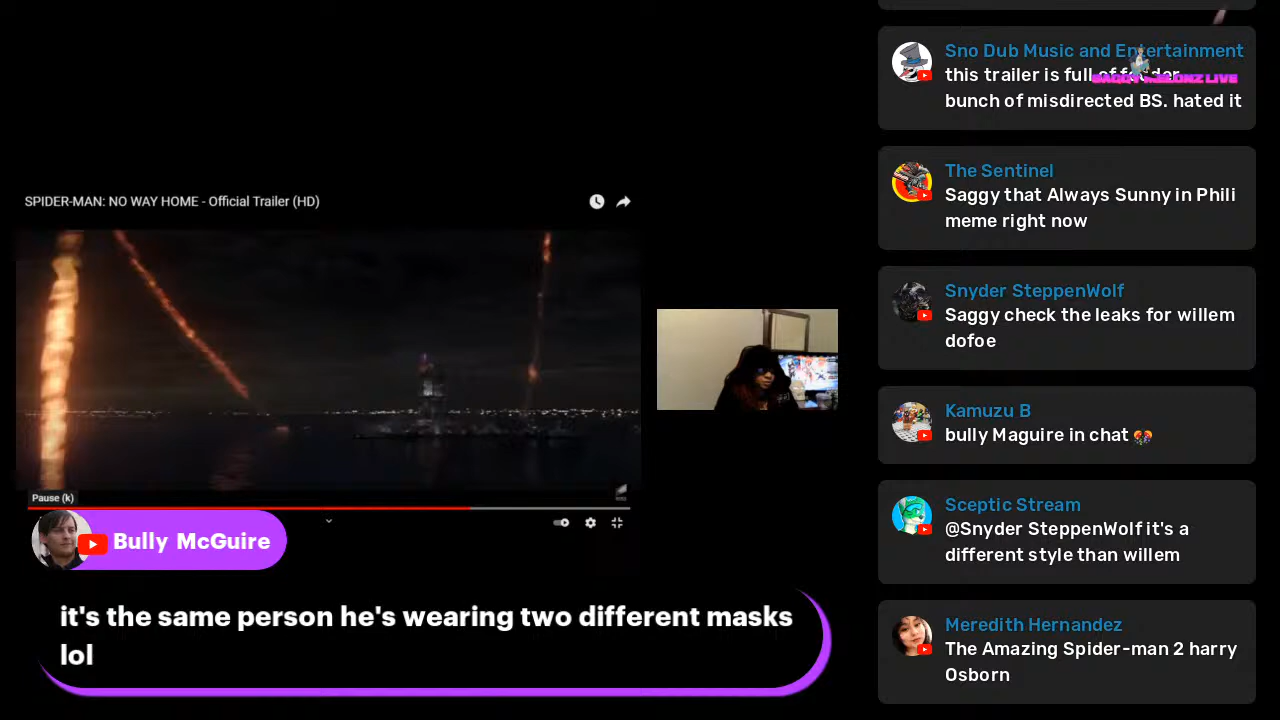 SPIDER-MAN: NO WAY HOME - Official Trailer (HD)
Pause (k)
Bully McGuire
it's the same person he's wearing two different masks
lol
Sno Dub Music and Entertainment
this trailer is full of fodder
bunch of misdirected BS. hated it
SAGGY MELONZ LIVE
The Sentinel
Saggy that Always Sunny in Phili
meme right now
Snyder SteppenWolf
Saggy check the leaks for willem
dofoe
Kamuzu B
bully Maguire in chat
Sceptic Stream
@Snyder SteppenWolf it's a
different style than willem
Meredith Hernandez
The Amazing Spider-man 2 harry
Osborn